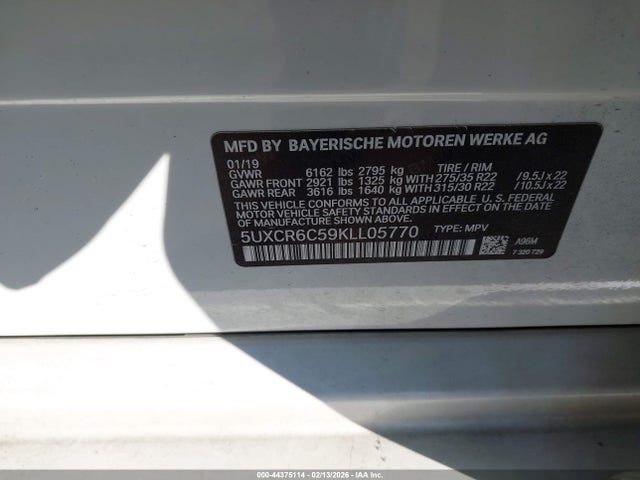 MFD BY BAYERISCHE MOTOREN WERKE AG
01/19 TIRE / RIM
GVWR 6162 lbs 2795 kg
GAWR FRONT 2921 lbs 1325 kg WITH 275/35 R22 / 9.5J x 22
GAWR REAR 3616 lbs 1640 kg WITH 315/30 R22 / 10.5J x 22
THIS VEHICLE CONFORMS TO ALL APPLICABLE U. S. FEDERAL
MOTOR VEHICLE SAFETY STANDARDS IN EFFECT ON THE
DATE OF MANUFACTURE SHOWN ABOVE.
5UXCR6C59KLL05770 TYPE: MPV
A96M
7 320 729
000-44375114 - 02/13/2026 - IAAI, Inc.